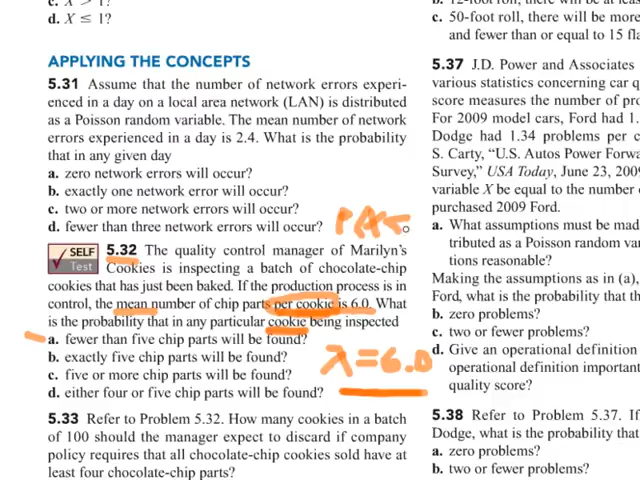 c. X > 1?
d. X ≤ 1?
APPLYING THE CONCEPTS
5.31 Assume that the number of network errors experi-
enced in a day on a local area network (LAN) is distributed
as a Poisson random variable. The mean number of network
errors experienced in a day is 2.4. What is the probability
that in any given day
a. zero network errors will occur?
b. exactly one network error will occur?
c. two or more network errors will occur?
d. fewer than three network errors will occur?
SELF
Test
5.32 The quality control manager of Marilyn's
Cookies is inspecting a batch of chocolate-chip
cookies that has just been baked. If the production process is in
control, the mean number of chip parts per cookie is 6.0. What
is the probability that in any particular cookie being inspected
a. fewer than five chip parts will be found?
b. exactly five chip parts will be found?
c. five or more chip parts will be found?
d. either four or five chip parts will be found?
λ=6.0
5.33 Refer to Problem 5.32. How many cookies in a batch
of 100 should the manager expect to discard if company
policy requires that all chocolate-chip cookies sold have at
least four chocolate-chip parts?
c. 50-foot roll, there will be more
and fewer than or equal to 15 fla
5.37 J.D. Power and Associates
various statistics concerning car q
score measures the number of pro
For 2009 model cars, Ford had 1.
Dodge had 1.34 problems per c
S. Carty, "U.S. Autos Power Forwa
Survey," USA Today, June 23, 2009
variable X be equal to the number
purchased 2009 Ford.
a. What assumptions must be mad
tributed as a Poisson random var
tions reasonable?
Making the assumptions as in (a),
Ford, what is the probability that th
b. zero problems?
c. two or fewer problems?
d. Give an operational definition
operational definition important
quality score?
5.38 Refer to Problem 5.37. If
Dodge, what is the probability that
a. zero problems?
b. two or fewer problems?